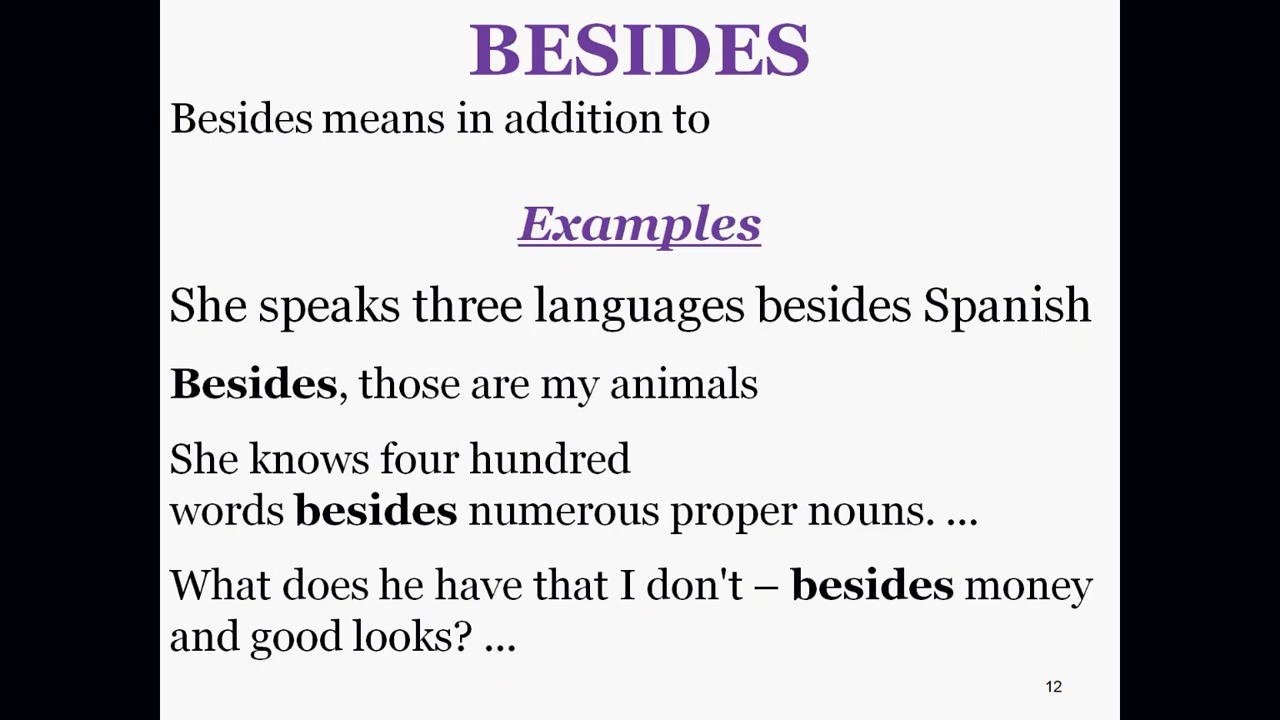 BESIDES
Besides means in addition to
Examples
She speaks three languages besides Spanish
Besides, those are my animals
She knows four hundred
words besides numerous proper nouns. ...
What does he have that I don't – besides money
and good looks? ...
12